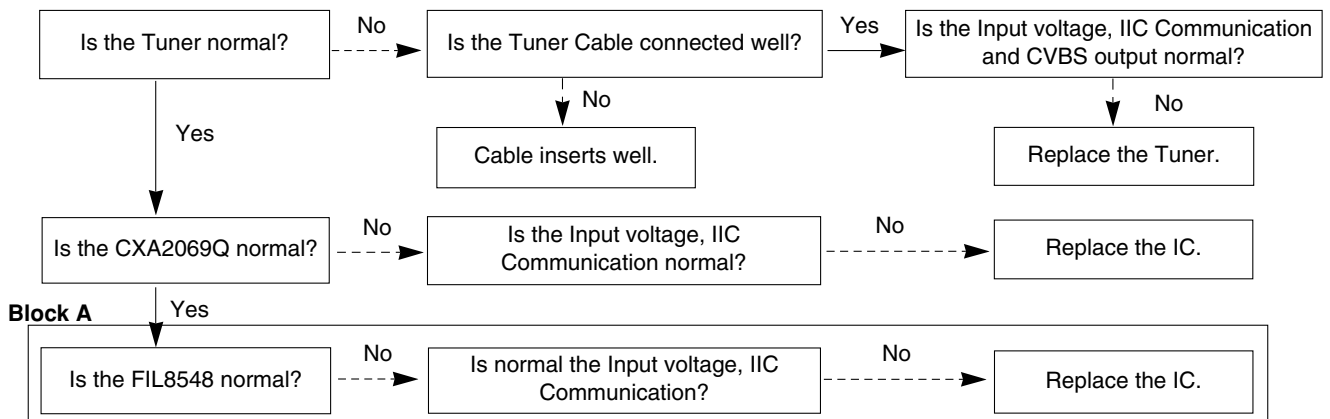 Is the Tuner normal?
No
Is the Tuner Cable connected well?
Yes
Is the Input voltage, IIC Communication
and CVBS output normal?
No
No
Yes
Cable inserts well.
Replace the Tuner.
Is the CXA2069Q normal?
No
Is the Input voltage, IIC
Communication normal?
No
Replace the IC.
Yes
Block A
Is the FIL8548 normal?
No
Is normal the Input voltage, IIC
Communication?
No
Replace the IC.